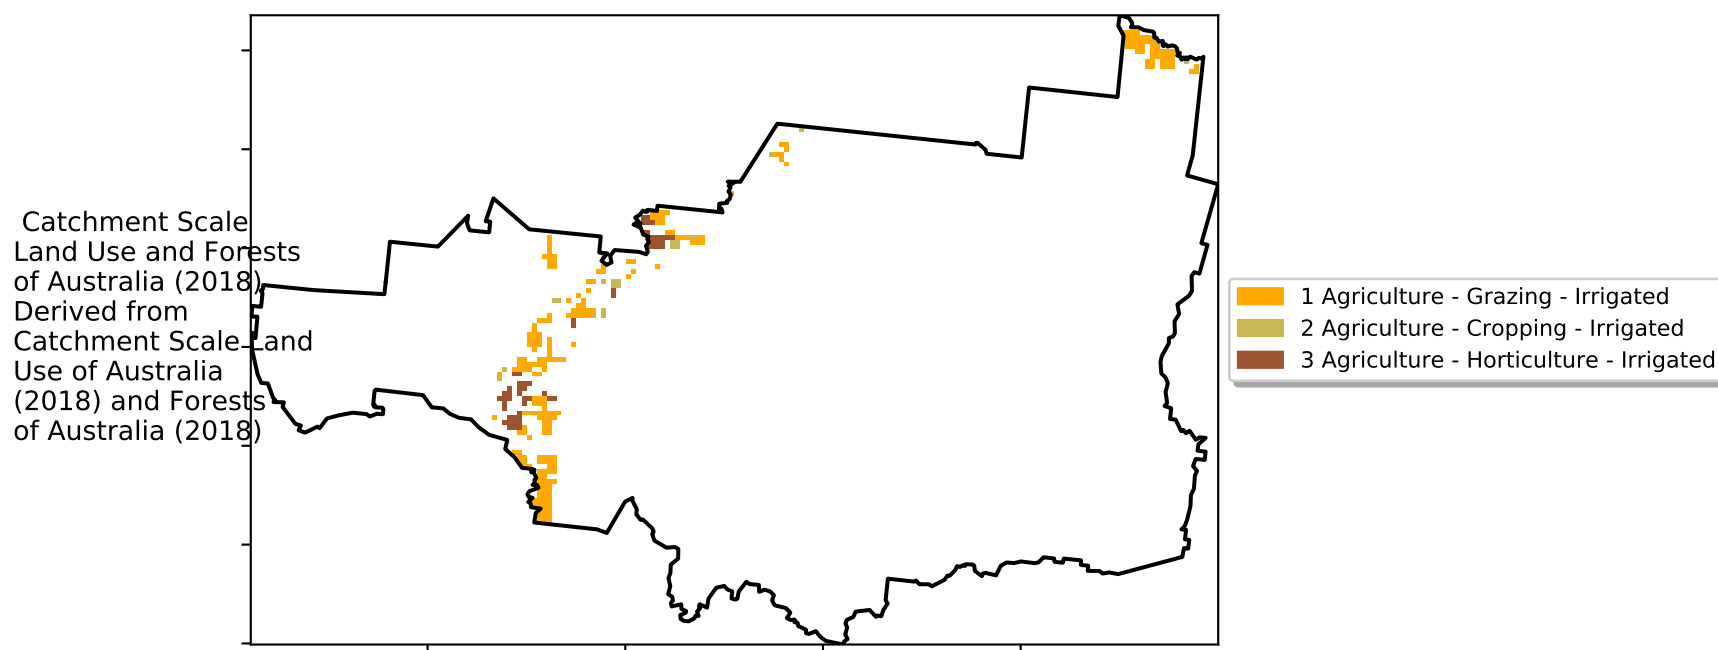 Catchment Scale
Land Use and Forests
of Australia (2018)
Derived from
Catchment Scale Land
Use of Australia
(2018) and Forests
of Australia (2018)
1 Agriculture - Grazing - Irrigated
2 Agriculture - Cropping - Irrigated
3 Agriculture - Horticulture - Irrigated